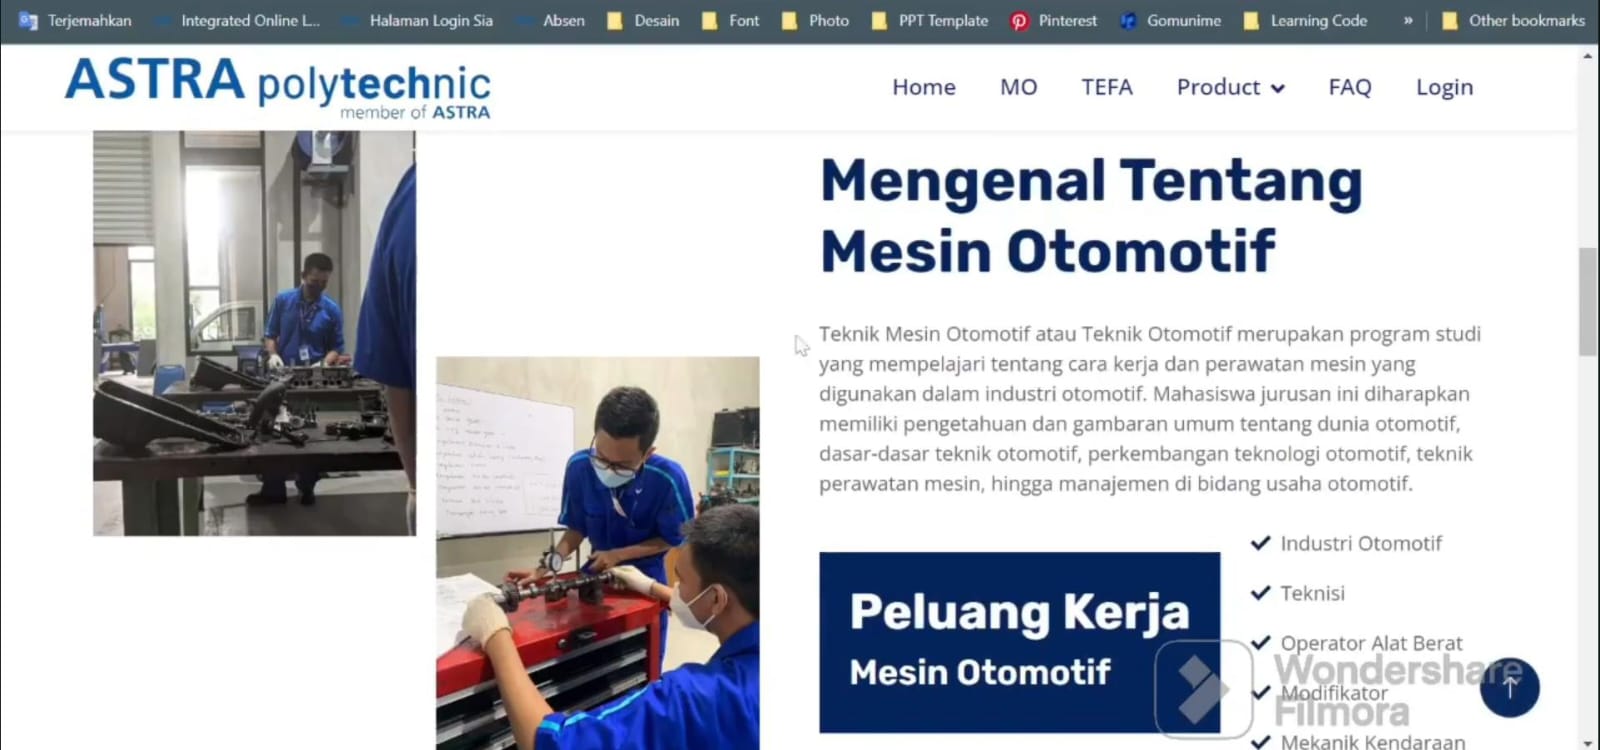 Terjemahkan
Integrated Online L...
Halaman Login Sia
Absen
Desain
Font
Photo
PPT Template
Pinterest
Gomunime
Learning Code
»
Other bookmarks
ASTRA polytechnic
member of ASTRA
Home
MO
TEFA
Product
FAQ
Login
Mengenal Tentang
Mesin Otomotif
Teknik Mesin Otomotif atau Teknik Otomotif merupakan program studi
yang mempelajari tentang cara kerja dan perawatan mesin yang
digunakan dalam industri otomotif. Mahasiswa jurusan ini diharapkan
memiliki pengetahuan dan gambaran umum tentang dunia otomotif,
dasar-dasar teknik otomotif, perkembangan teknologi otomotif, teknik
perawatan mesin, hingga manajemen di bidang usaha otomotif.
Peluang Kerja
Mesin Otomotif
Industri Otomotif
Teknisi
Operator Alat Berat
Modifikator
Mekanik Kendaraan
Wondershare
Filmora